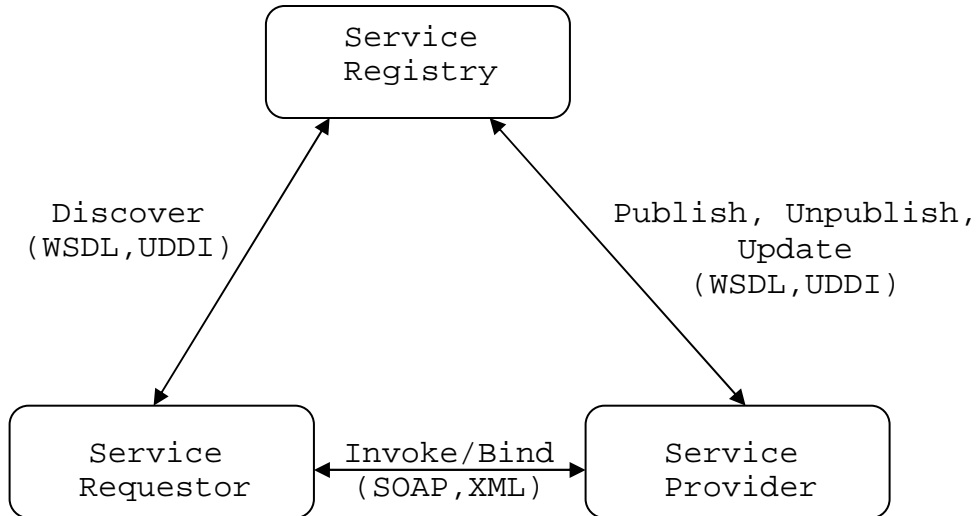 Service
Registry
Discover
(WSDL,UDDI)
Publish, Unpublish,
Update
(WSDL,UDDI)
Service
Requestor
Invoke/Bind
(SOAP,XML)
Service
Provider